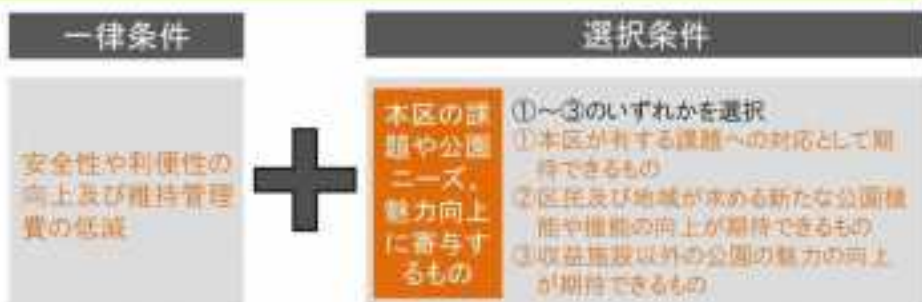 一律条件
安全性や利便性の
向上及び維持管理
費の低減
選択条件
本区の課
題や公園
ニーズ、
魅力向上
に寄与す
るもの
①～③のいずれかを選択
①本区が有する課題への対応として期
待できるもの
②区民及び地域が求める新たな公園機
能や機能の向上が期待できるもの
③収益施設以外の公園の魅力の向上
が期待できるもの